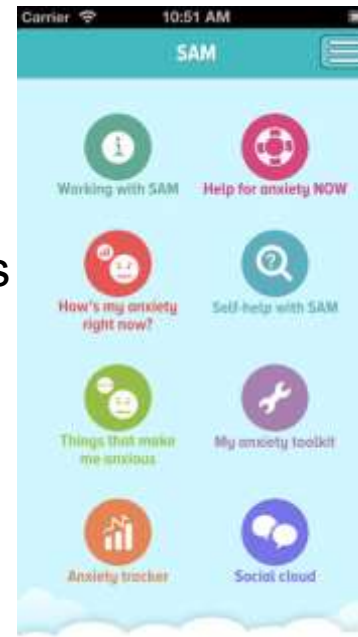 Carrier 10:51 AM
SAM
Working with SAM
Help for anxiety NOW
s
How's my anxiety
right now?
Self-help with SAM
Things that make
me anxious
My anxiety toolkit
Anxiety tracker
Social cloud